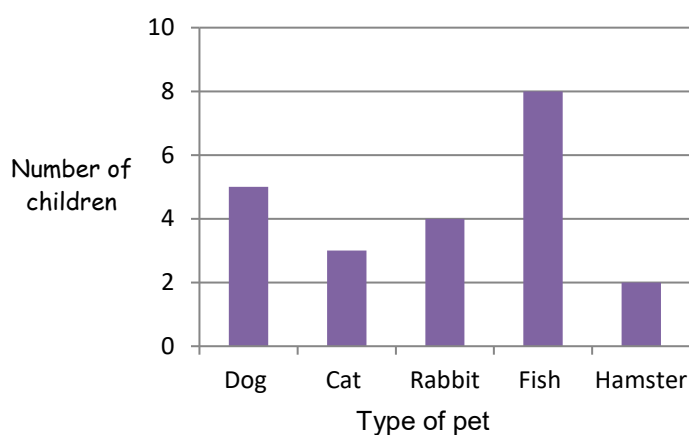 10
8
6
4
2
0
Number of
children
Dog Cat Rabbit Fish Hamster
Type of pet